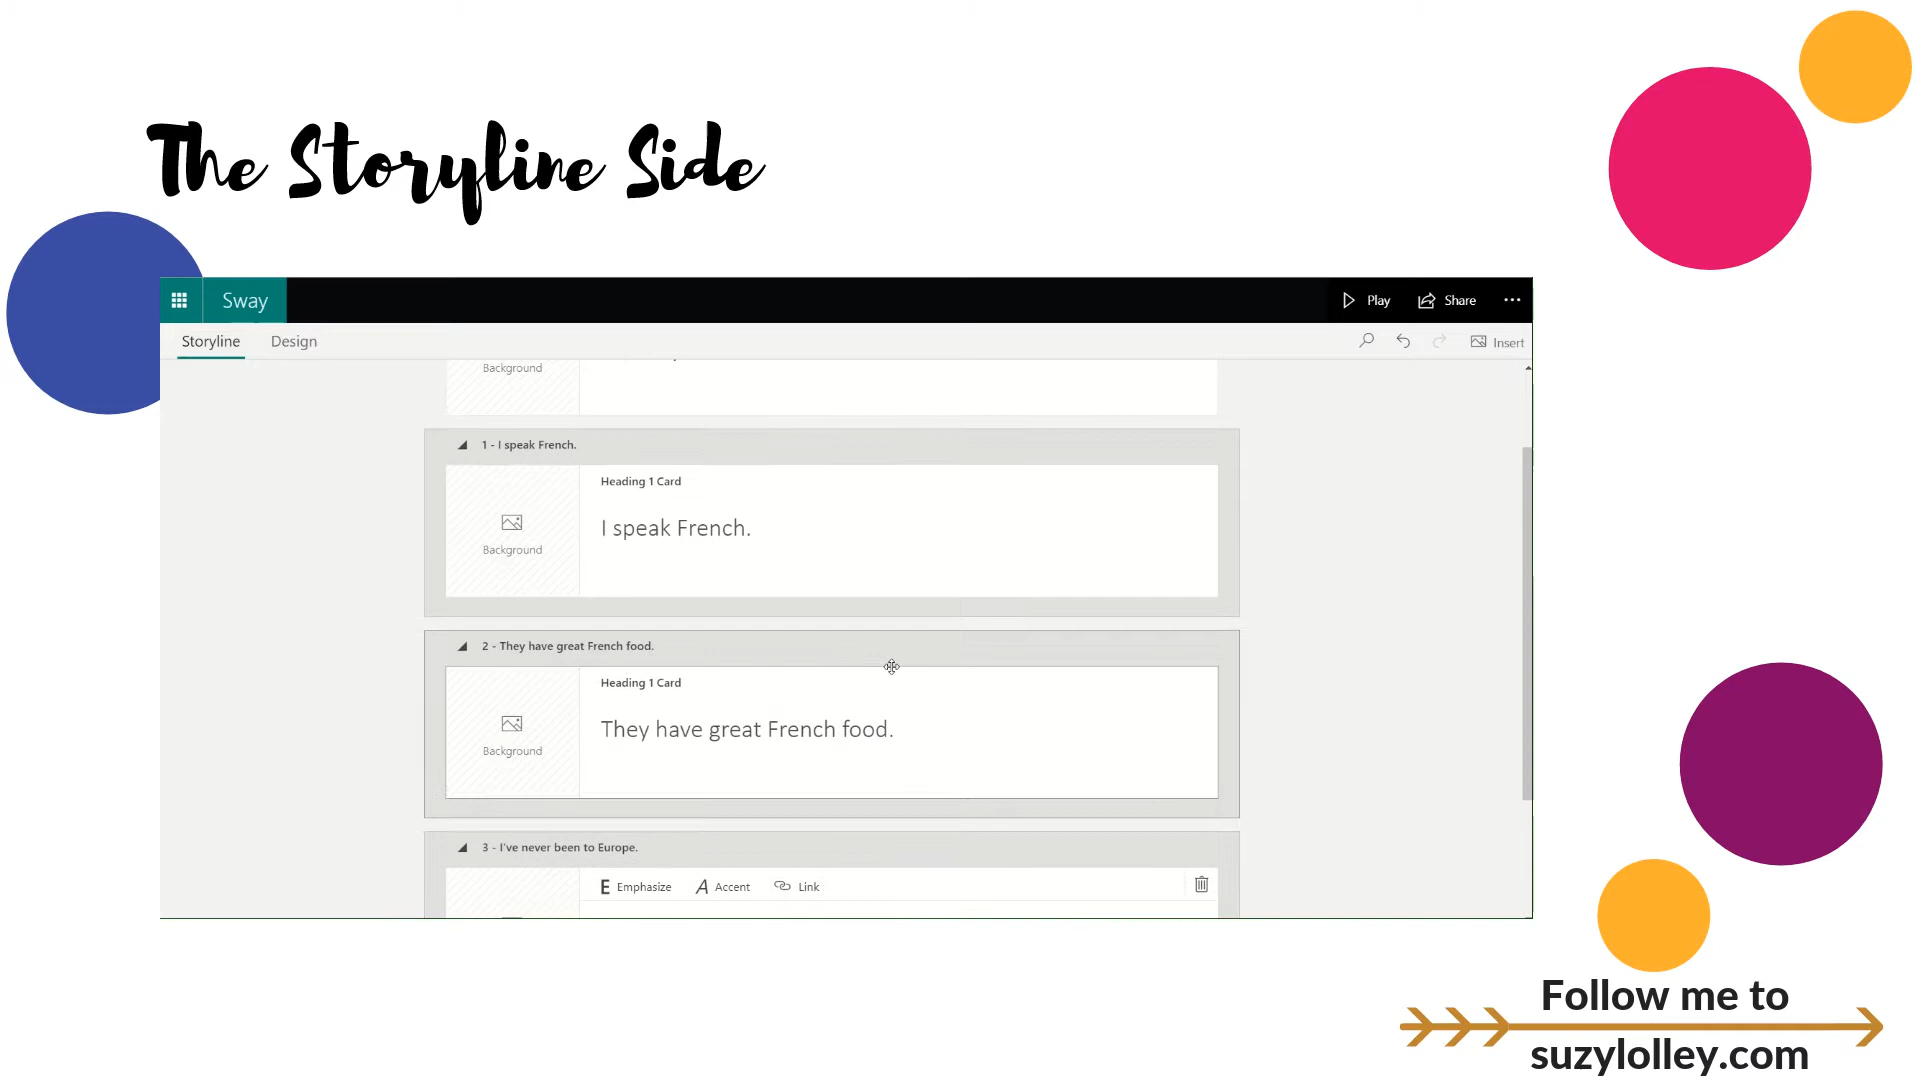 The Storyline Side
Sway
Play
Share
Storyline
Design
Insert
Background
1 - I speak French.
Heading 1 Card
I speak French.
Background
2 - They have great French food.
Heading 1 Card
They have great French food.
Background
3 - I've never been to Europe.
E Emphasize
A Accent
Link
Follow me to
suzylolley.com